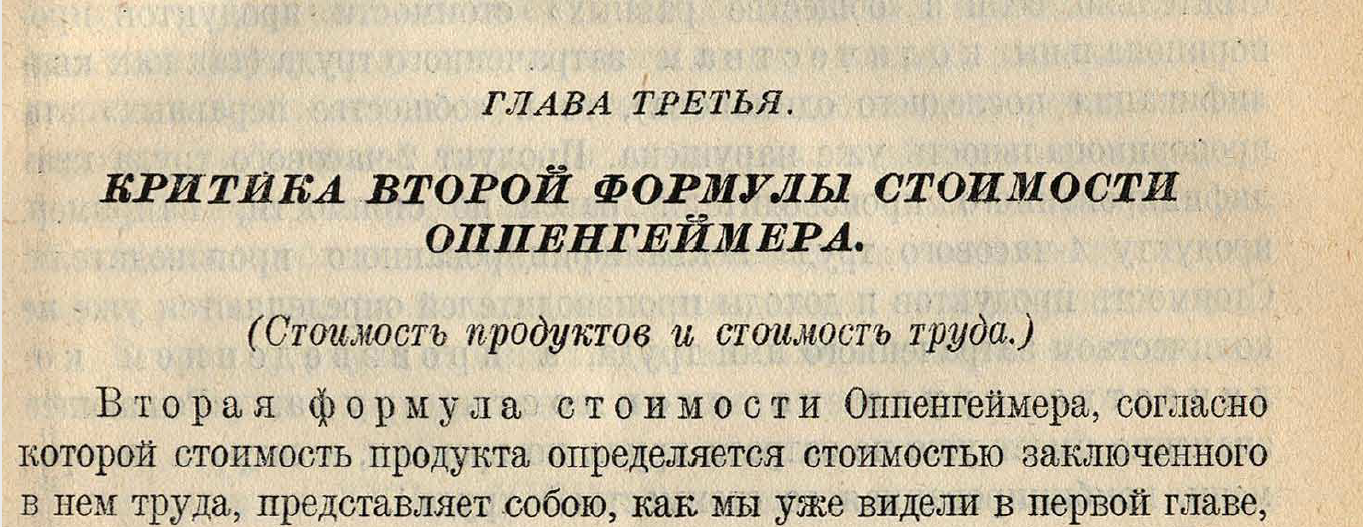 ГЛАВА ТРЕТЬЯ.
КРИТИКА ВТОРОЙ ФОРМУЛЫ СТОИМОСТИ
ОППЕНГЕЙМЕРА.
(Стоимость продуктов и стоимость труда.)
Вторая формула стоимости Оппенгеймера, согласно
которой стоимость продукта определяется стоимостью заключенного
в нем труда, представляет собою, как мы уже видели в первой главе,